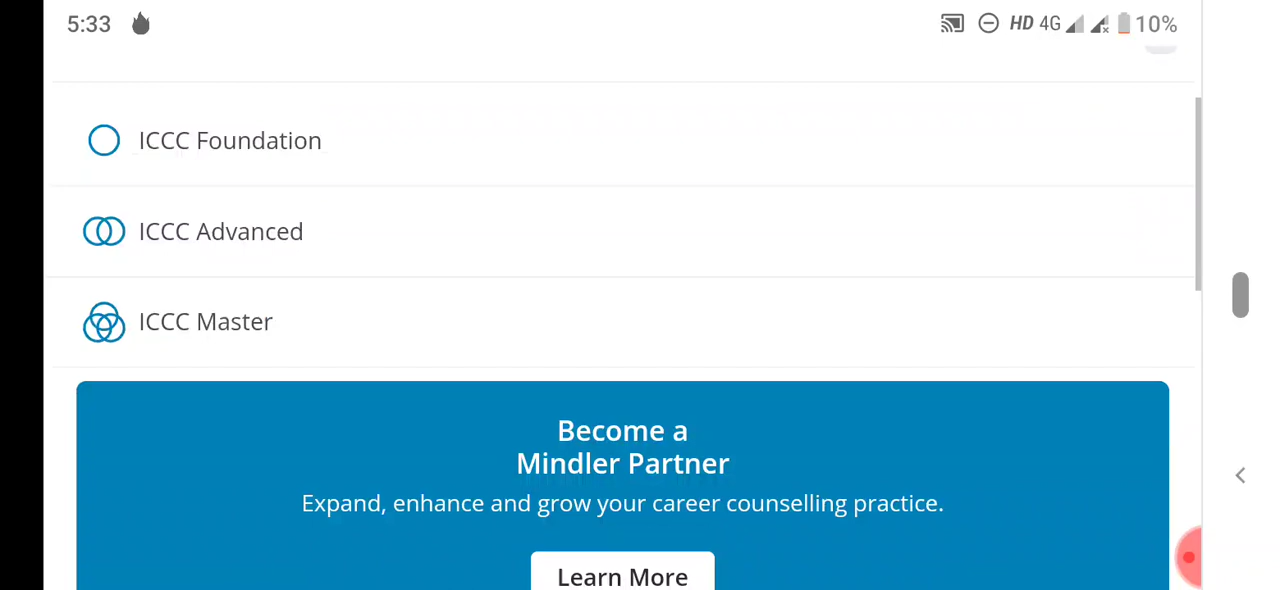 5:33 HD 4G 10%
ICCC Foundation
ICCC Advanced
ICCC Master
Become a
Mindler Partner
Expand, enhance and grow your career counselling practice.
Learn More